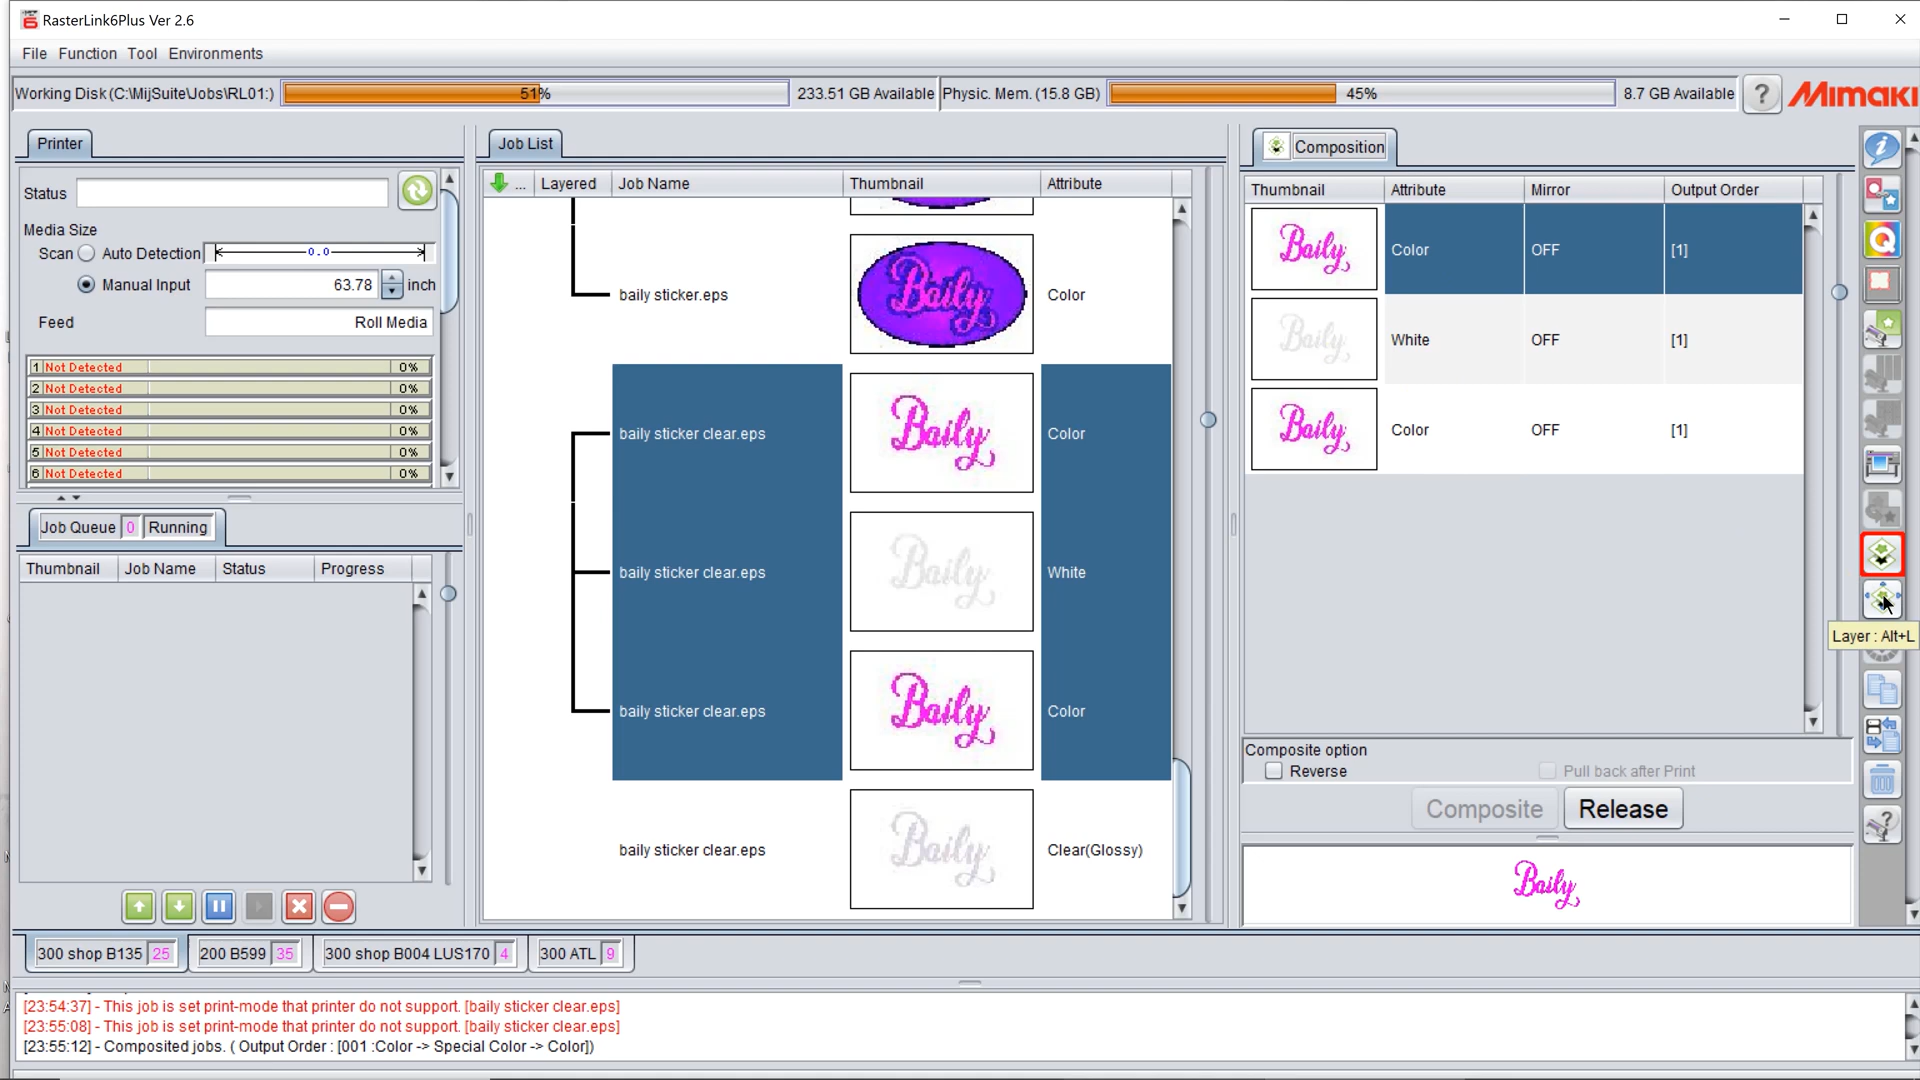 RasterLink6Plus Ver 2.6
File Function Tool Environments
Working Disk(C:\MijSuite\Jobs\RL01:) 51% 233.51 GB Available Physic. Mem. (15.8 GB) 45% 8.7 GB Available ? Mimaki
Printer
Status
Media Size
Scan Auto Detection 0.0
Manual Input 63.78 inch
Feed Roll Media
1 Not Detected 0%
2 Not Detected 0%
3 Not Detected 0%
4 Not Detected 0%
5 Not Detected 0%
6 Not Detected 0%
Job Queue 0 Running
Thumbnail Job Name Status Progress
Job List
... Layered Job Name Thumbnail Attribute
baily sticker.eps Baily Color
baily sticker clear.eps Baily Color
baily sticker clear.eps Baily White
baily sticker clear.eps Baily Color
baily sticker clear.eps Baily Clear(Glossy)
Composition
Thumbnail Attribute Mirror Output Order
Baily Color OFF [1]
Baily White OFF [1]
Baily Color OFF [1]
Layer : Alt+L
Composite option
Reverse Pull back after Print
Composite Release
Baily
300 shop B135 25 200 B599 35 300 shop B004 LUS170 4 300 ATL 9
[23:54:37] - This job is set print-mode that printer do not support. [baily sticker clear.eps]
[23:55:08] - This job is set print-mode that printer do not support. [baily sticker clear.eps]
[23:55:12] - Composited jobs. ( Output Order : [001 :Color -> Special Color -> Color])